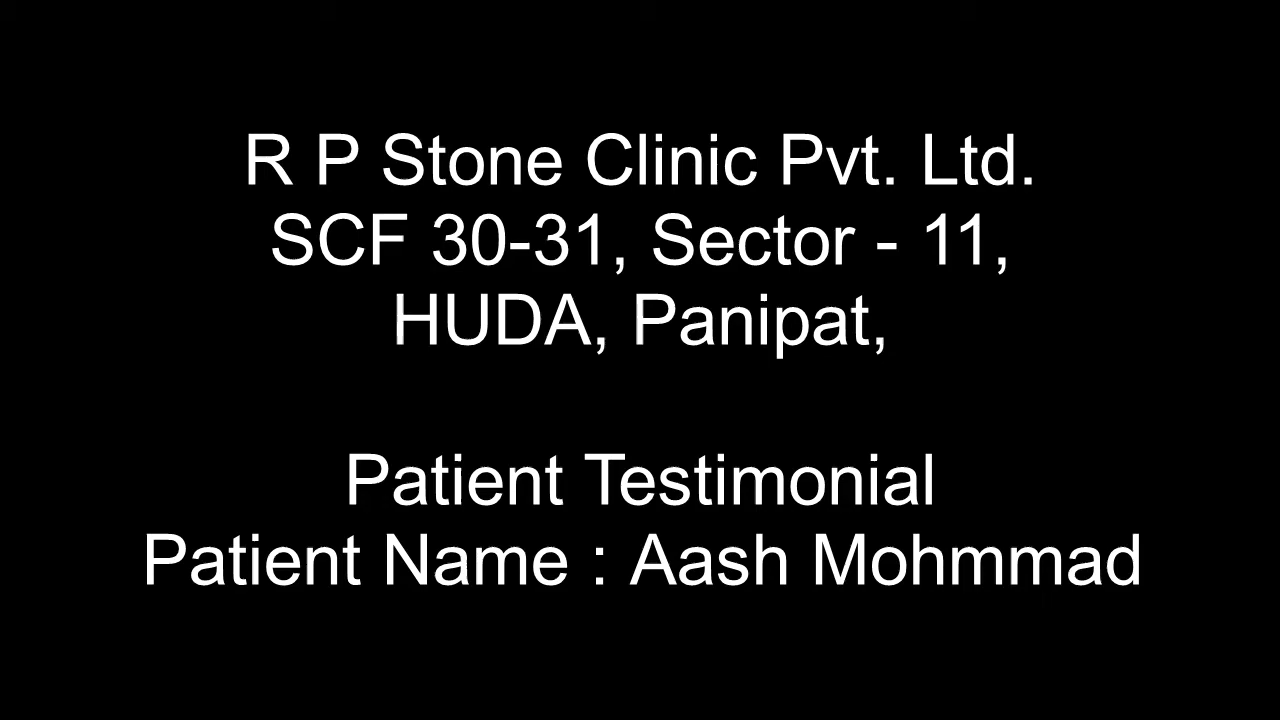 R P Stone Clinic Pvt. Ltd.
SCF 30-31, Sector - 11,
HUDA, Panipat,
Patient Testimonial
Patient Name : Aash Mohmmad